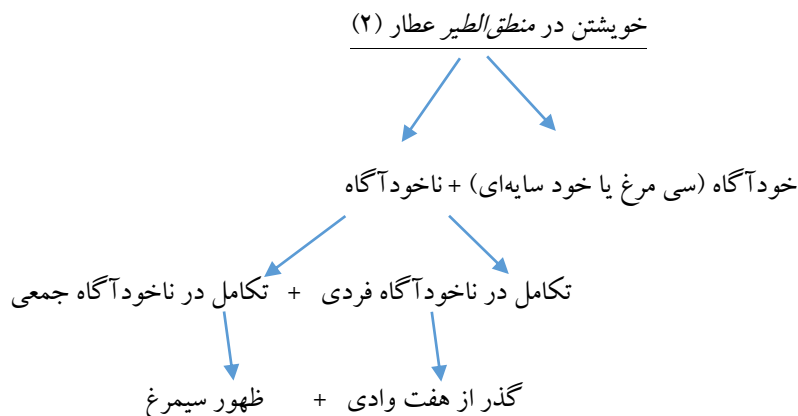 خویشتن در منطق‌الطیر عطار (۲)
خودآگاه (سی مرغ یا خود سایه‌ای) + ناخودآگاه
تکامل در ناخودآگاه فردی + تکامل در ناخودآگاه جمعی
گذر از هفت وادی + ظهور سیمرغ